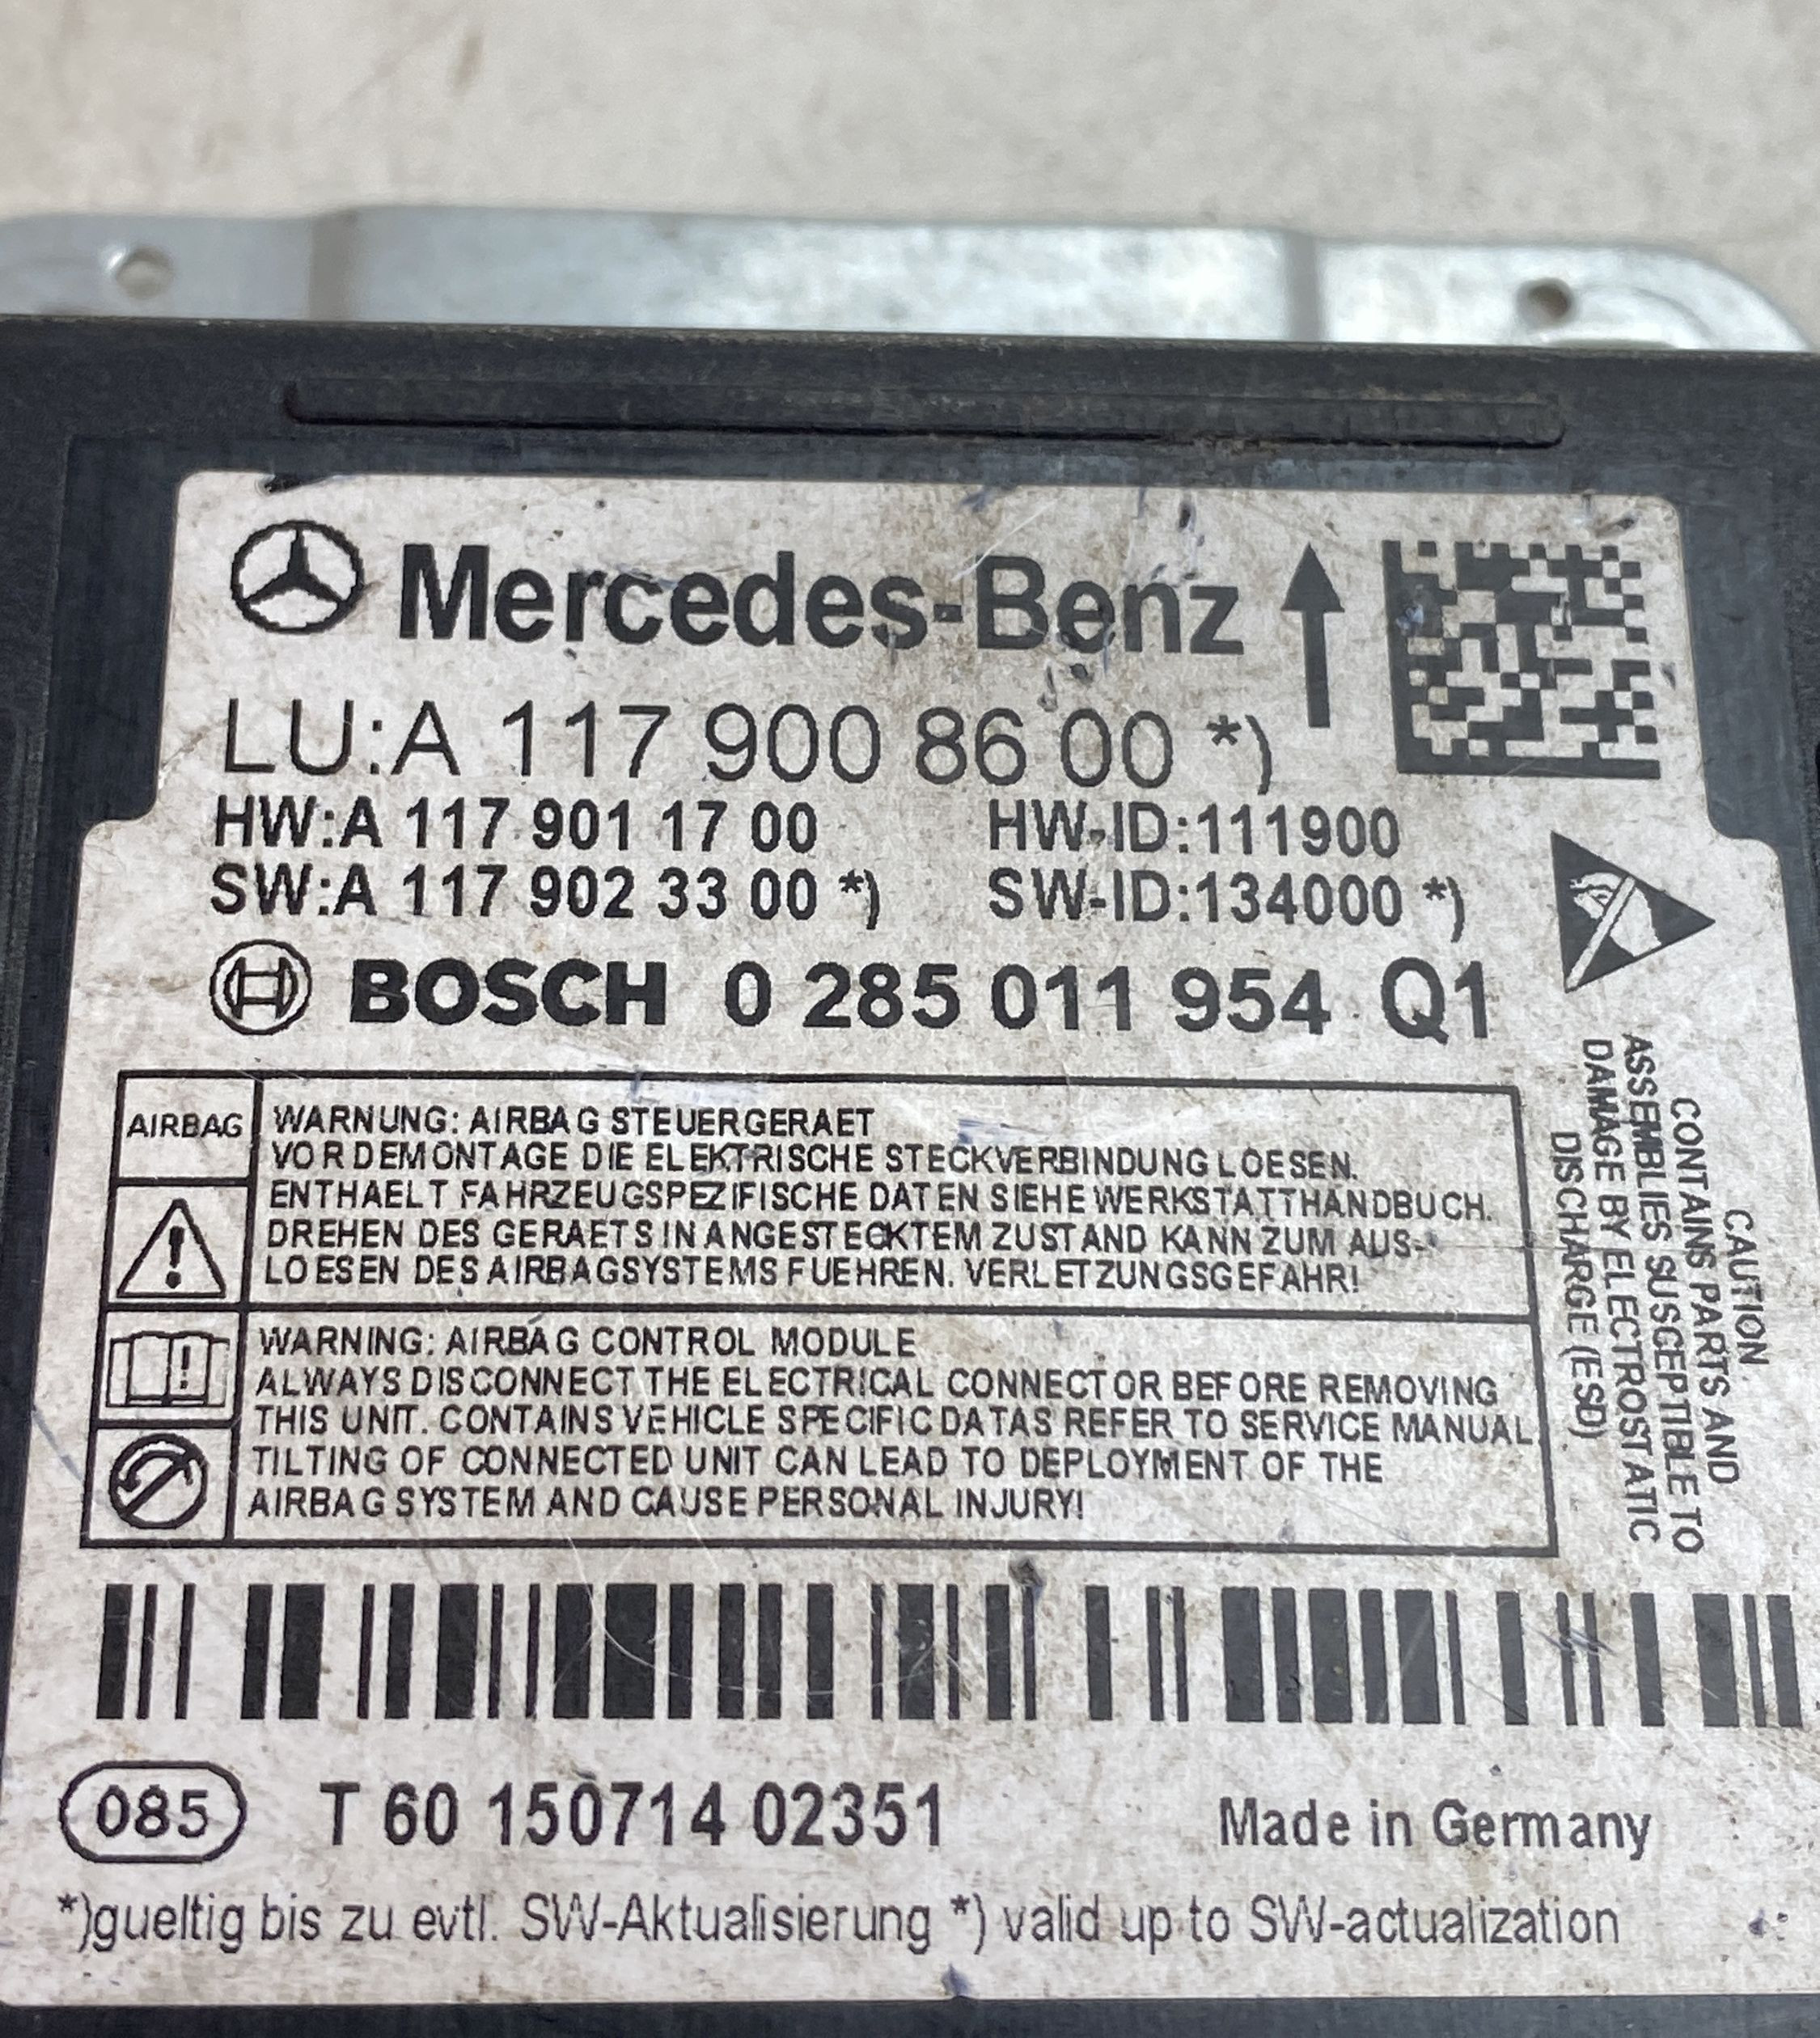 Mercedes-Benz
LU:A 117 900 86 00 *)
HW:A 117 901 17 00 HW-ID:111900
SW:A 117 902 33 00 *) SW-ID:134000 *)
BOSCH 0 285 011 954 Q1
AIRBAG
WARNUNG: AIRBAG STEUERGERAET
VOR DEMONTAGE DIE ELEKTRISCHE STECKVERBINDUNG LOESEN.
ENTHAELT FAHRZEUGSPEZIFISCHE DATEN SIEHE WERKSTATTHANDBUCH.
DREHEN DES GERAETS IN ANGESTECKTEM ZUSTAND KANN ZUM AUS-
LOESEN DES AIRBAGSYSTEMS FUEHREN. VERLETZUNGSGEFAHR!
WARNING: AIRBAG CONTROL MODULE
ALWAYS DISCONNECT THE ELECTRICAL CONNECTOR BEFORE REMOVING
THIS UNIT. CONTAINS VEHICLE SPECIFIC DATAS REFER TO SERVICE MANUAL.
TILTING OF CONNECTED UNIT CAN LEAD TO DEPLOYMENT OF THE
AIRBAG SYSTEM AND CAUSE PERSONAL INJURY!
CAUTION
CONTAINS PARTS AND
ASSEMBLIES SUSCEPTIBLE TO
DAMAGE BY ELECTROSTATIC
DISCHARGE (ESD).
085 T 60 150714 02351 Made in Germany
*)gueltig bis zu evtl. SW-Aktualisierung *) valid up to SW-actualization